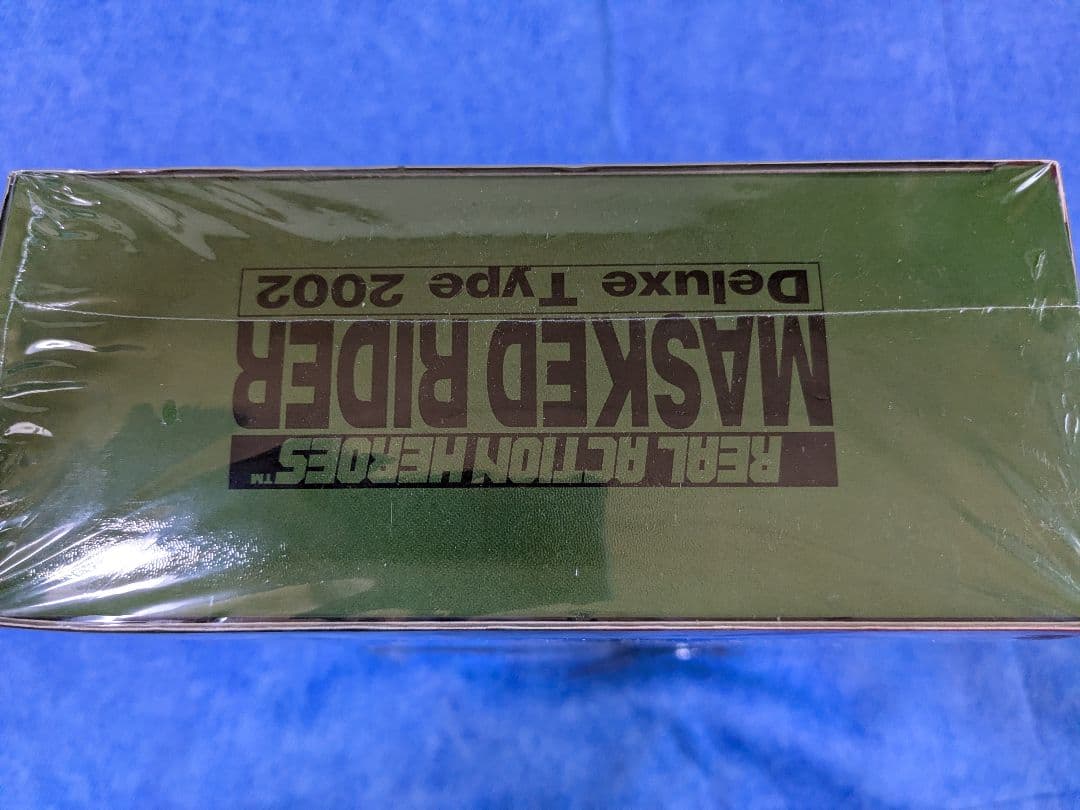 REAL ACTION HEROES™
MASKED RIDER
Deluxe Type 2002